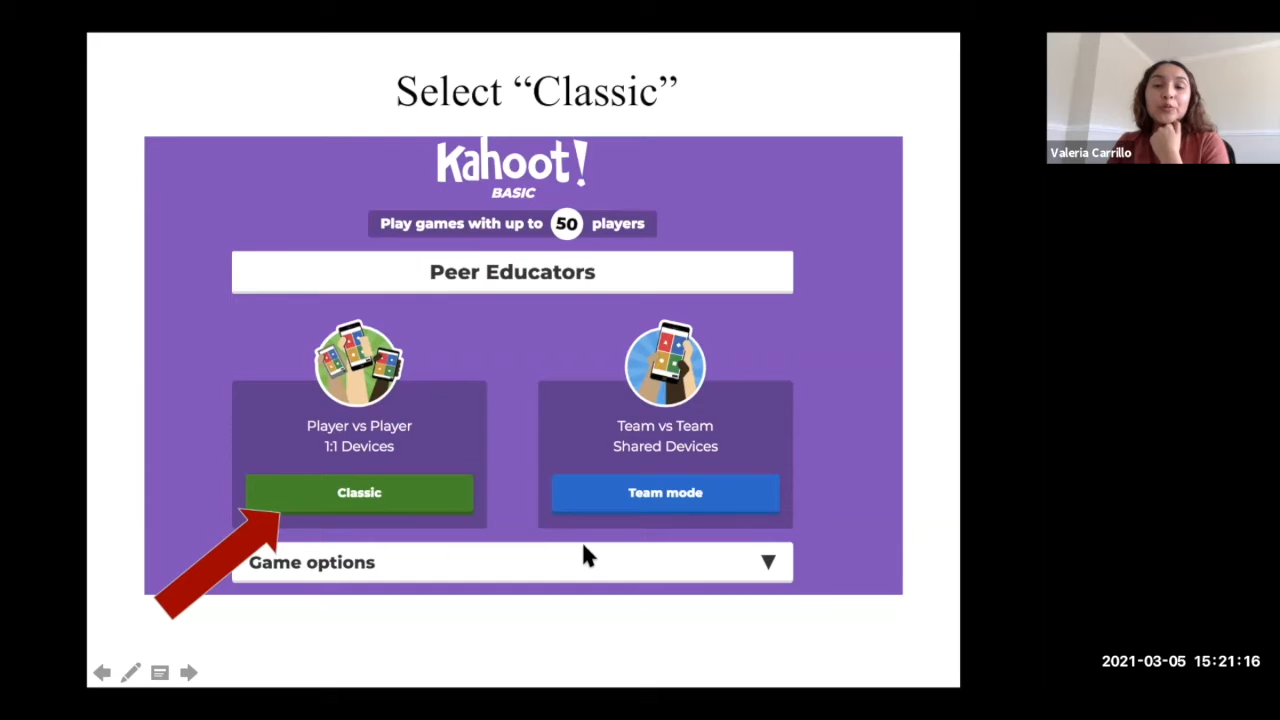 Select “Classic”
Kahoot!
BASIC
Play games with up to 50 players
Peer Educators
Player vs Player
1:1 Devices
Classic
Team vs Team
Shared Devices
Team mode
Game options
Valeria Carrillo
2021-03-05 15:21:16